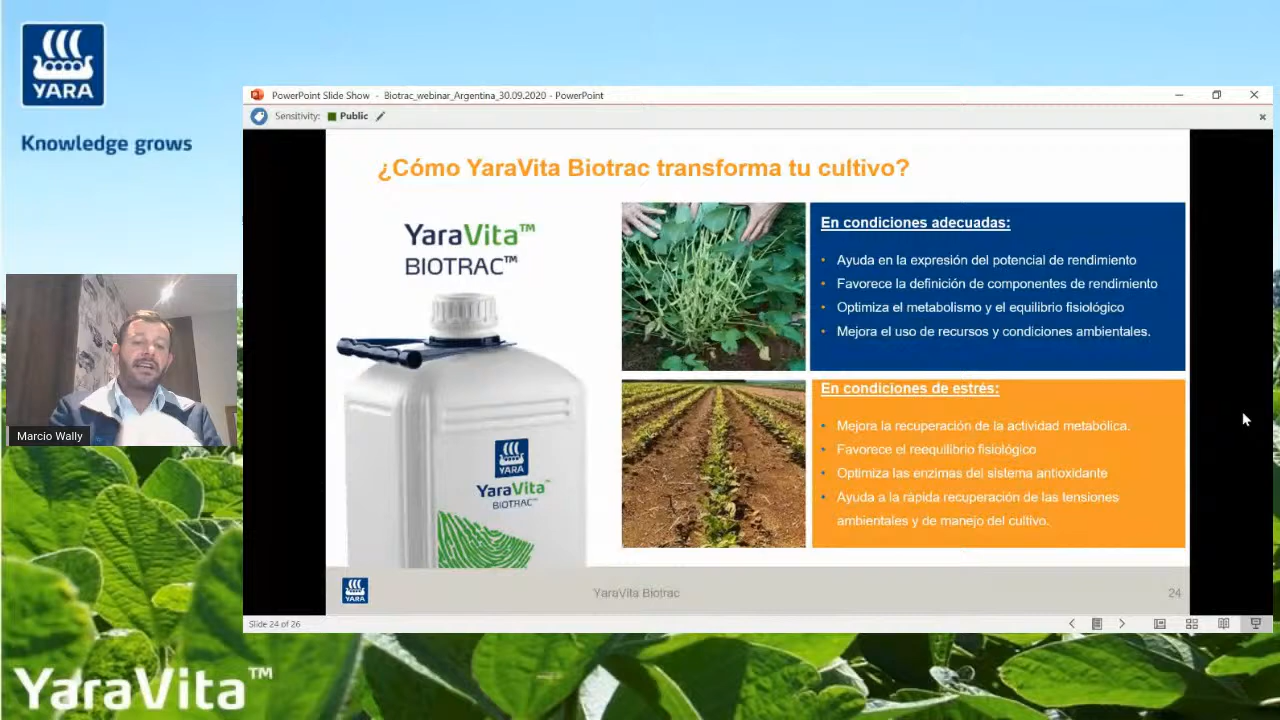 YARA
Knowledge grows
PowerPoint Slide Show - Biotrac_webinar_Argentina_30.09.2020 - PowerPoint
Sensitivity: Public
¿Cómo YaraVita Biotrac transforma tu cultivo?
YaraVita™
BIOTRAC™
YARA
YaraVita™
BIOTRAC™
En condiciones adecuadas:
• Ayuda en la expresión del potencial de rendimiento
• Favorece la definición de componentes de rendimiento
• Optimiza el metabolismo y el equilibrio fisiológico
• Mejora el uso de recursos y condiciones ambientales.
En condiciones de estrés:
• Mejora la recuperación de la actividad metabólica.
• Favorece el reequilibrio fisiológico
• Optimiza las enzimas del sistema antioxidante
• Ayuda a la ràpida recuperación de las tensiones
ambientales y de manejo del cultivo.
Marcio Wally
YARA
YaraVita Biotrac
24
Slide 24 of 26
YaraVita™